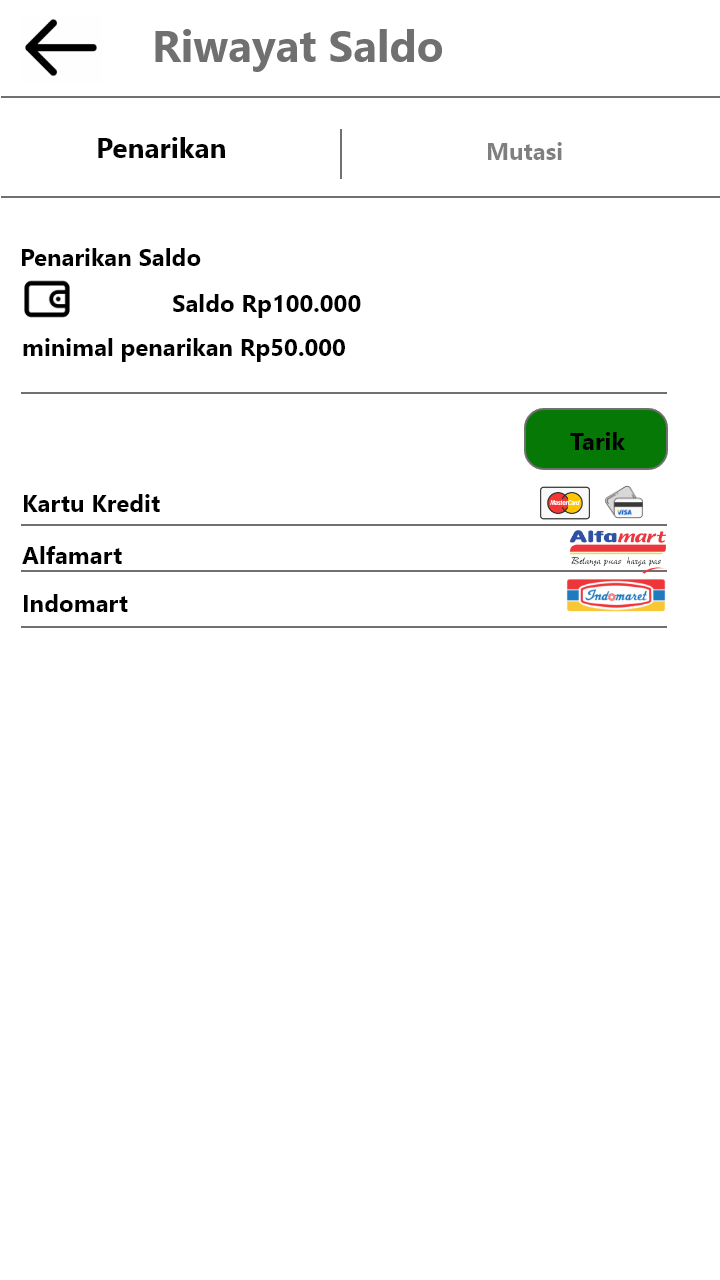 Riwayat Saldo
Penarikan
Mutasi
Penarikan Saldo
Saldo Rp100.000
minimal penarikan Rp50.000
Tarik
Kartu Kredit
MasterCard
VISA
Alfamart
Alfamart
Belanja puas harga pas
Indomart
Indomaret